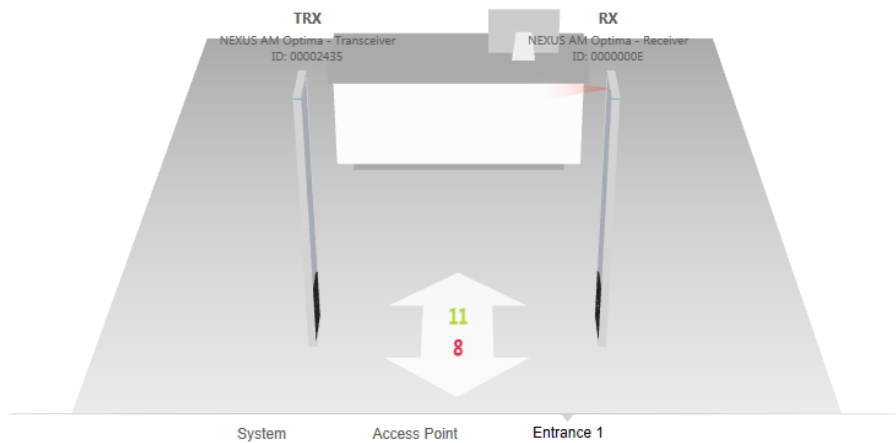 TRX
NEXUS AM Optima - Transceiver
ID: 00002435
RX
NEXUS AM Optima - Receiver
ID: 0000000E
11
8
System
Access Point
Entrance 1